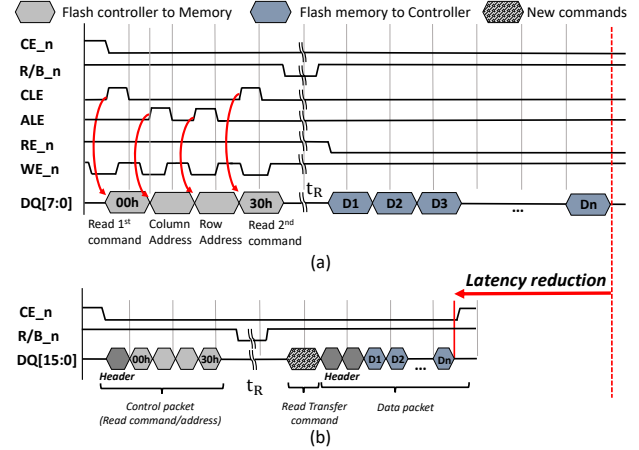 Flash controller to Memory Flash memory to Controller New commands
CE_n
R/B_n
CLE
ALE
RE_n
WE_n
DQ[7:0] 00h 30h tR D1 D2 D3 ... Dn
Read 1st command Column Address Row Address Read 2nd command
(a)
Latency reduction
CE_n
R/B_n
DQ[15:0] 00h 30h D1 D2 ... Dn
Header tR Header
Control packet (Read command/address) Read Transfer command Data packet
(b)